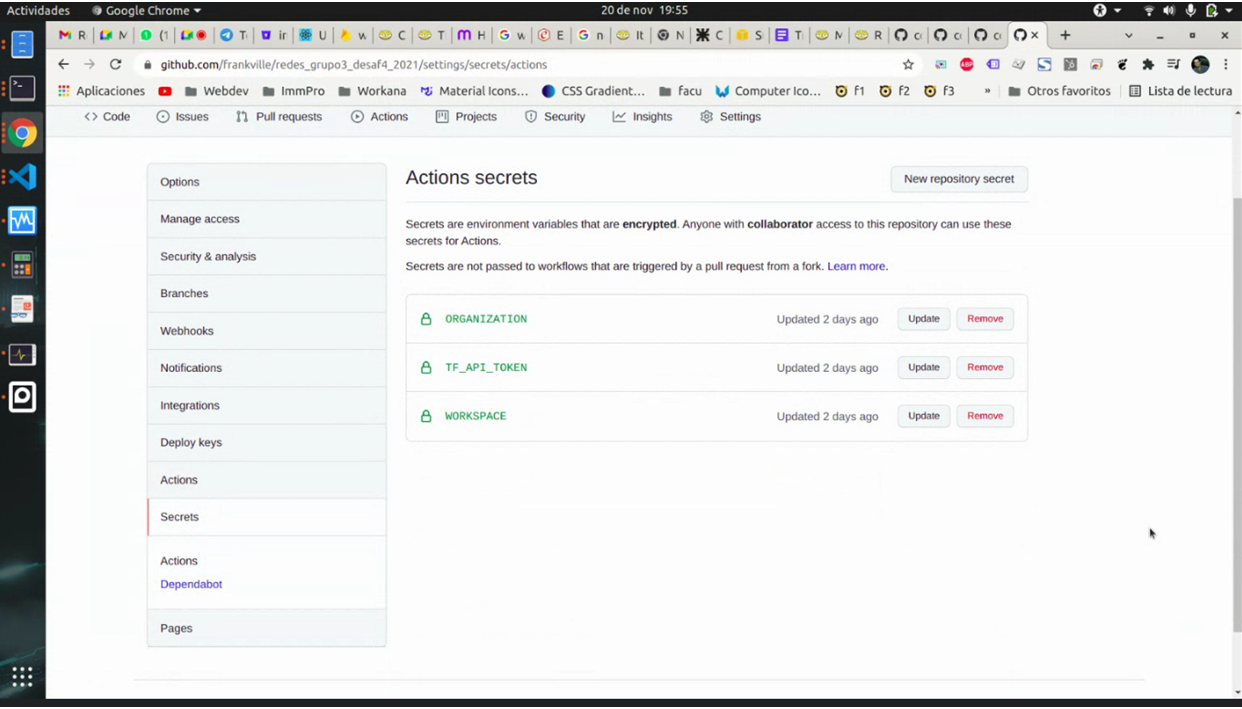 Actividades Google Chrome 20 de nov 19:55
R M (1 T ir U w C T H w E n It N C S T M R cc cc cc
github.com/frankville/redes_grupo3_desaf4_2021/settings/secrets/actions
Aplicaciones Webdev ImmPro Workana Material Icons... CSS Gradient... facu Computer Ico... f1 f2 f3 » Otros favoritos Lista de lectura
<> Code Issues Pull requests Actions Projects Security Insights Settings
Options
Manage access
Security & analysis
Branches
Webhooks
Notifications
Integrations
Deploy keys
Actions
Secrets
Actions
Dependabot
Pages
Actions secrets
New repository secret
Secrets are environment variables that are encrypted. Anyone with collaborator access to this repository can use these
secrets for Actions.
Secrets are not passed to workflows that are triggered by a pull request from a fork. Learn more.
ORGANIZATION Updated 2 days ago Update Remove
TF_API_TOKEN Updated 2 days ago Update Remove
WORKSPACE Updated 2 days ago Update Remove